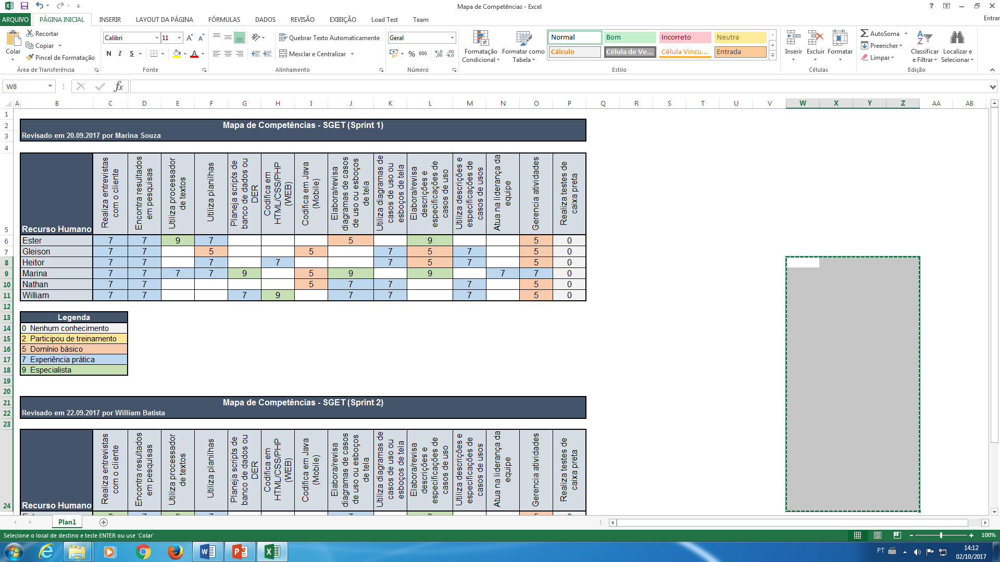 Mapa de Competências - Excel
ARQUIVO PÁGINA INICIAL INSERIR LAYOUT DA PÁGINA FÓRMULAS DADOS REVISÃO EXIBIÇÃO Load Test Team Entrar
Colar
Recortar
Copiar
Pincel de Formatação
Área de Transferência
Calibri 11
N I S
Fonte
Quebrar Texto Automaticamente
Mesclar e Centralizar
Alinhamento
Geral
% 000
Número
Formatação Condicional
Formatar como Tabela
Normal Bom Incorreto Neutra
Cálculo Célula de Ve... Célula Vincu... Entrada
Estilo
Inserir Excluir Formatar
Células
AutoSoma
Preencher
Limpar
Classificar e Filtrar
Localizar e Selecionar
Edição
W8
fx
A B C D E F G H I J K L M N O P Q R S T U V W X Y Z AA AB
1
2 Mapa de Competências - SGET (Sprint 1)
3 Revisado em 20.09.2017 por Marina Souza
4
5 Recurso Humano
Realiza entrevistas com o cliente
Encontra resultados em pesquisas
Utiliza processador de textos
Utiliza planilhas
Planeja scripts de banco de dados ou DER
Codifica em HTML/CSS/PHP (WEB)
Codifica em Java (Mobile)
Elabora/revisa diagramas de casos de uso ou esboços de tela
Utiliza diagramas de casos de uso ou esboços de tela
Elabora/revisa descrições e especificações de casos de uso
Utiliza descrições e especificações de casos de usos
Atua na liderança da equipe
Gerencia atividades
Realiza testes de caixa preta
6 Ester 7 7 9 7 5 9 5 0
7 Gleison 7 7 5 5 7 5 7 5 0
8 Heitor 7 7 7 7 7 5 7 5 0
9 Marina 7 7 7 7 9 5 9 9 7 7 0
10 Nathan 7 7 5 7 7 7 5 0
11 William 7 7 7 9 7 7 7 5 0
12
13 Legenda
14 0 Nenhum conhecimento
15 2 Participou de treinamento
16 5 Domínio básico
17 7 Experiência prática
18 9 Especialista
19
20
21 Mapa de Competências - SGET (Sprint 2)
22 Revisado em 22.09.2017 por William Batista
23
24 Recurso Humano
Realiza entrevistas com o cliente
Encontra resultados em pesquisas
Utiliza processador de textos
Utiliza planilhas
Planeja scripts de banco de dados ou DER
Codifica em HTML/CSS/PHP (WEB)
Codifica em Java (Mobile)
Elabora/revisa diagramas de casos de uso ou esboços de tela
Utiliza diagramas de casos de uso ou esboços de tela
Elabora/revisa descrições e especificações de casos de uso
Utiliza descrições e especificações de casos de usos
Atua na liderança da equipe
Gerencia atividades
Realiza testes de caixa preta
Plan1
Selecione o local de destino e tecle ENTER ou use 'Colar'
100%
PT
14:12
02/10/2017